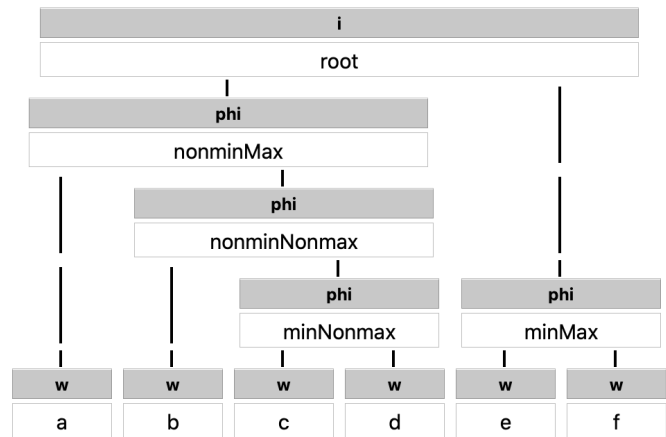 i
root
phi
nonminMax
phi
nonminNonmax
phi phi
minNonmax minMax
w w w w w w
a b c d e f